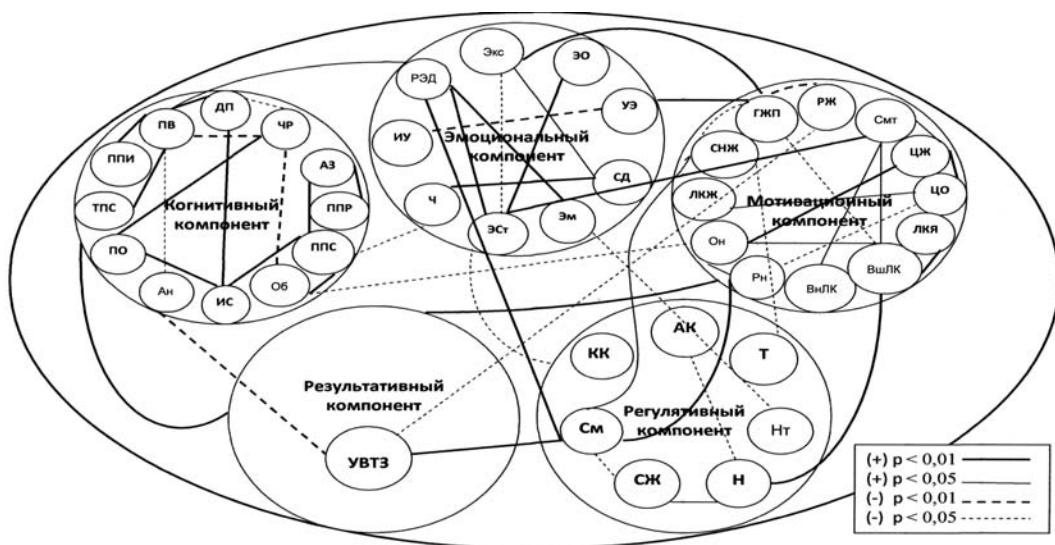 Когнитивный
компонент
ДП
ПВ
ЧР
ППИ
АЗ
ТПС
ППР
ПО
ППС
Ан
ИС
Об
Эмоциональный
компонент
Экс
ЭО
РЭД
УЭ
ИУ
СД
Ч
Эм
ЭСт
Мотивационный
компонент
РЖ
ГЖП
Смт
СНЖ
ЦЖ
ЛКЖ
ЦО
Он
ЛКЯ
Рн
ВшЛК
ВнЛК
Результативный
компонент
УВТЗ
Регулятивный
компонент
АК
КК
Т
См
Нт
СЖ
Н
(+) p < 0,01
(+) p < 0,05
(-) p < 0,01
(-) p < 0,05